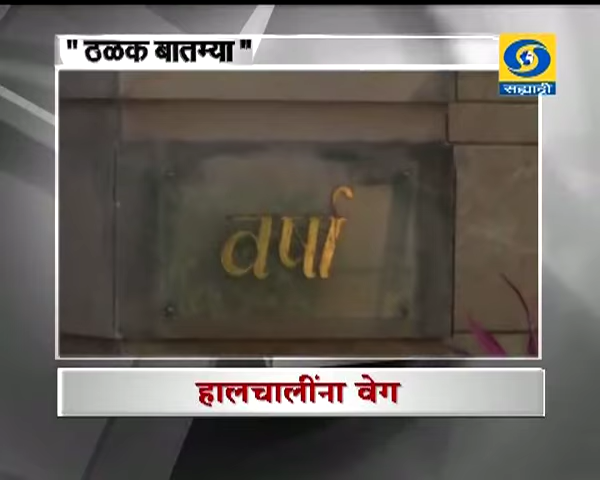 " ठळक बातम्या "
सह्याद्री
वर्षा
हालचालींना वेग